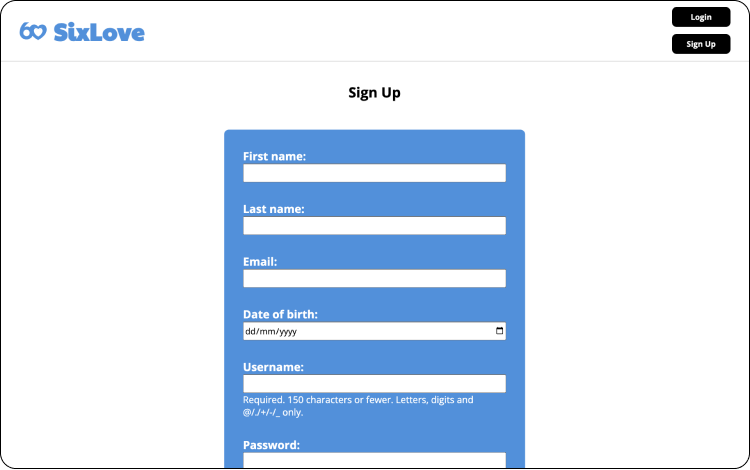 60 SixLove
Login
Sign Up
Sign Up
First name:
Last name:
Email:
Date of birth:
dd/mm/yyyy
Username:
Required. 150 characters or fewer. Letters, digits and
@/./+/-/_ only.
Password: